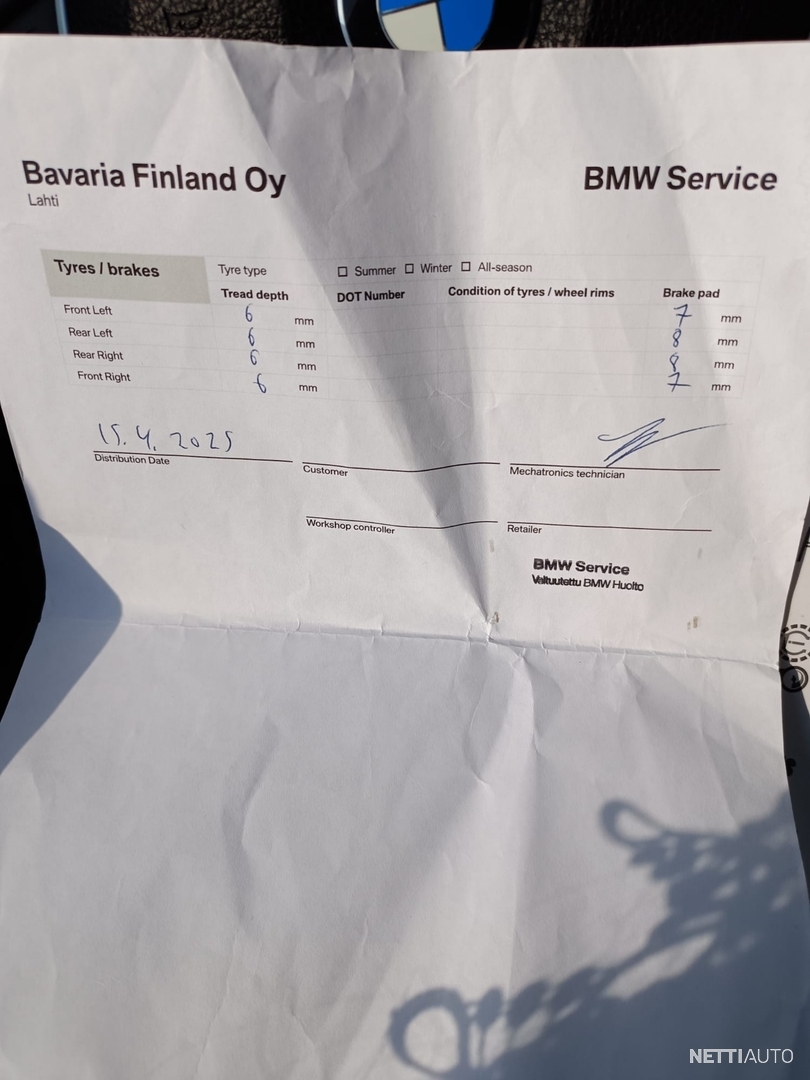 Bavaria Finland Oy
BMW Service
Lahti
Tyres / brakes
Tyre type
☐ Summer ☐ Winter ☐ All-season
Tread depth
DOT Number
Condition of tyres / wheel rims
Brake pad
Front Left 6 mm 7 mm
Rear Left 6 mm 8 mm
Rear Right 6 mm 8 mm
Front Right 6 mm 7 mm
15.4.2025
Distribution Date
Customer
Mechatronics technician
Workshop controller
Retailer
BMW Service
Valtuutettu BMW Huolto
NETTIAUTO